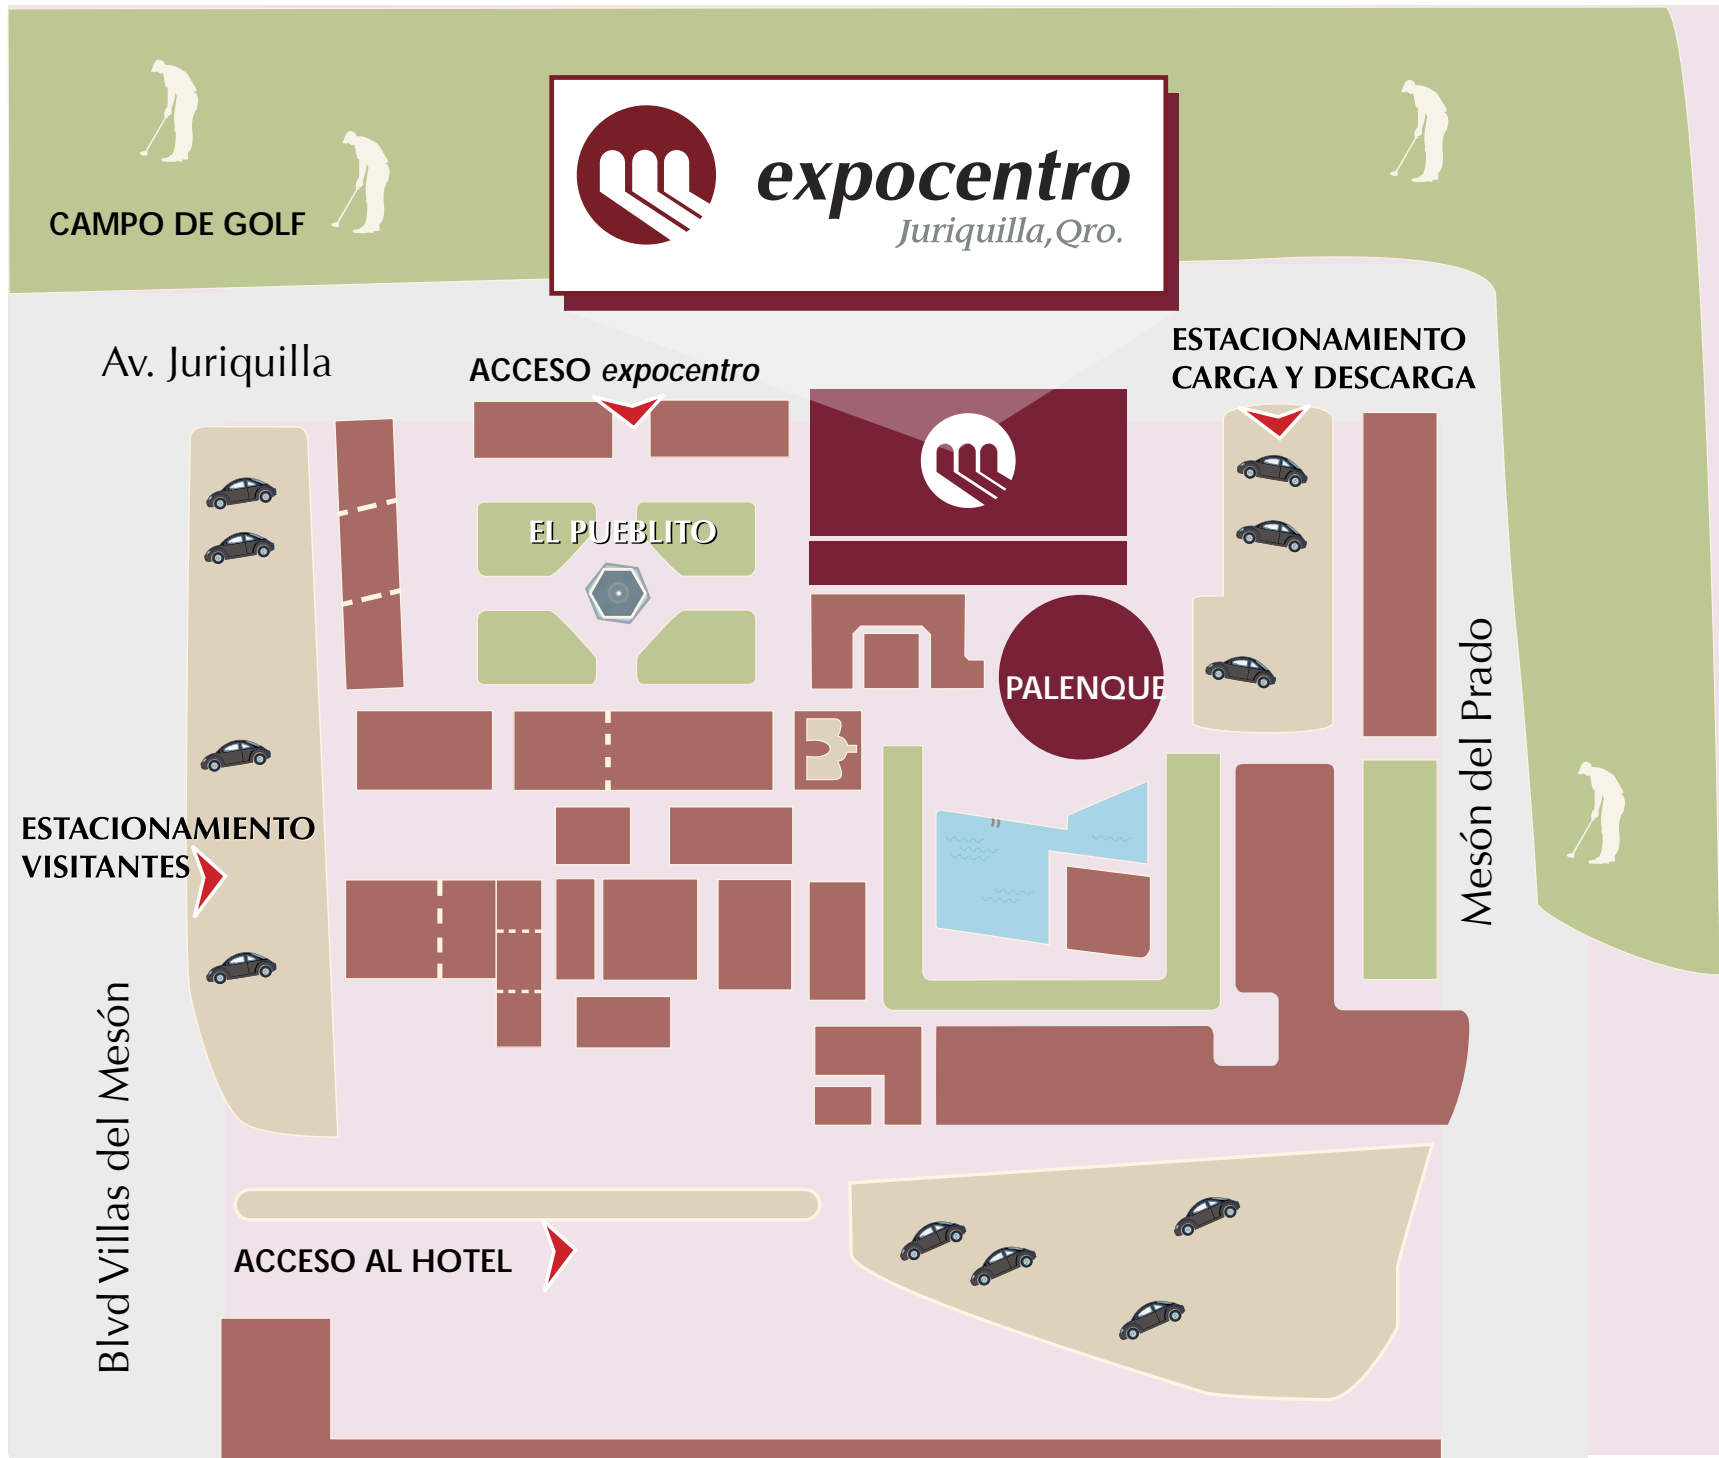 expocentro
Juriquilla,Qro.
CAMPO DE GOLF
Av. Juriquilla
ACCESO expocentro
ESTACIONAMIENTO
CARGA Y DESCARGA
EL PUEBLITO
PALENQUE
Mesón del Prado
ESTACIONAMIENTO
VISITANTES
Blvd Villas del Mesón
ACCESO AL HOTEL